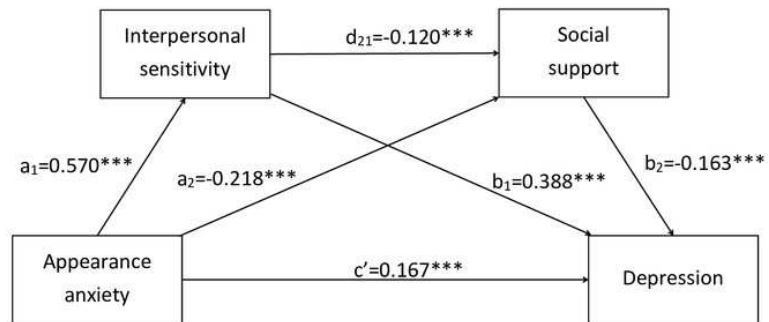 Interpersonal
sensitivity
d₂₁=-0.120***
Social
support
a₁=0.570***
a₂=-0.218***
b₁=0.388***
b₂=-0.163***
Appearance
anxiety
c’=0.167***
Depression